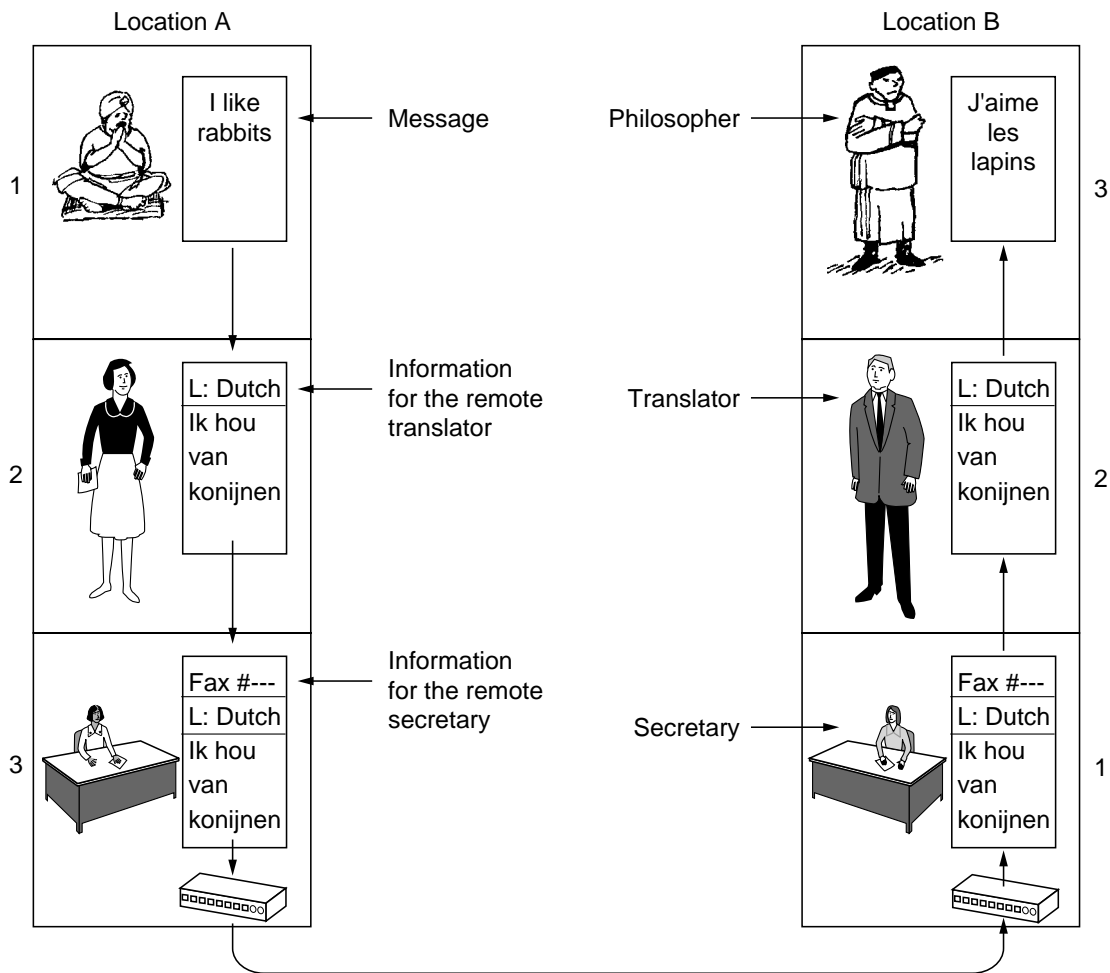 Location A
Location B
I like
rabbits
Message
Philosopher
J'aime
les
lapins
1
3
L: Dutch
Ik hou
van
konijnen
Information
for the remote
translator
Translator
L: Dutch
Ik hou
van
konijnen
2
2
Fax #---
L: Dutch
Ik hou
van
konijnen
Information
for the remote
secretary
Secretary
Fax #---
L: Dutch
Ik hou
van
konijnen
3
1